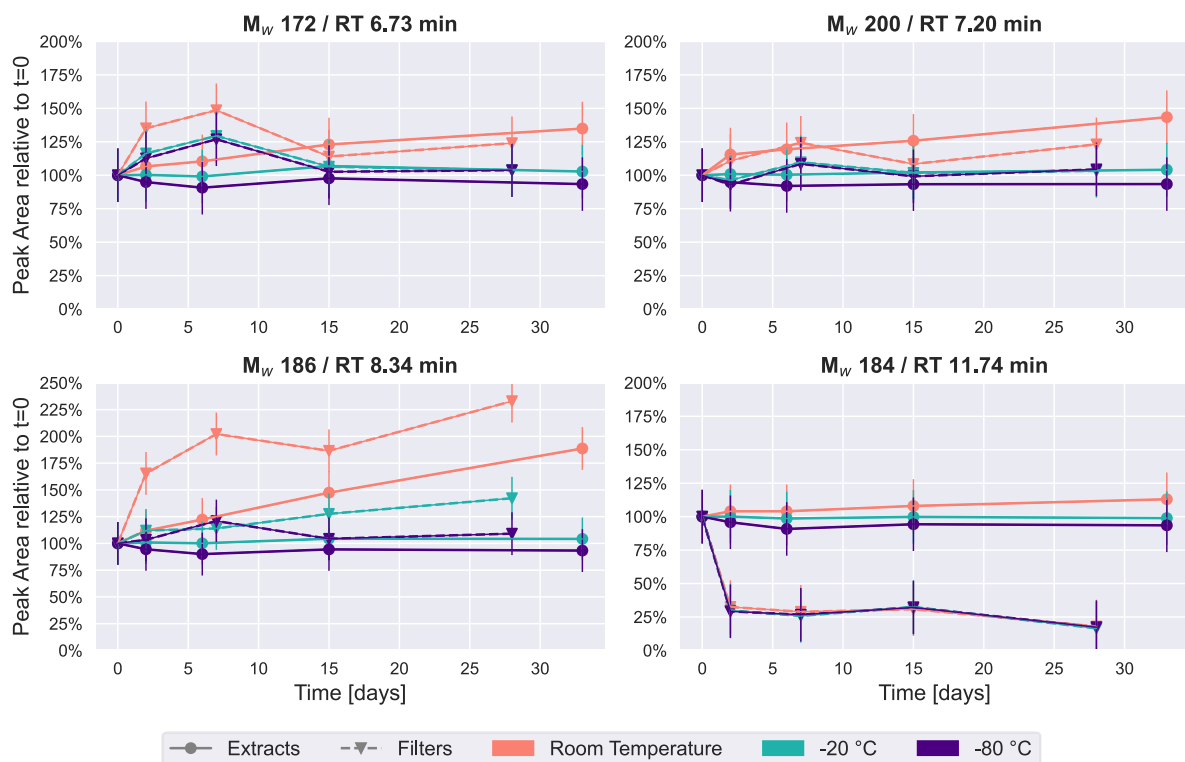 M_w 172 / RT 6.73 min
M_w 200 / RT 7.20 min
Peak Area relative to t=0
200%
175%
150%
125%
100%
75%
50%
25%
0%
0 5 10 15 20 25 30
200%
175%
150%
125%
100%
75%
50%
25%
0%
0 5 10 15 20 25 30
M_w 186 / RT 8.34 min
M_w 184 / RT 11.74 min
Peak Area relative to t=0
250%
225%
200%
175%
150%
125%
100%
75%
50%
25%
0%
0 5 10 15 20 25 30
Time [days]
200%
175%
150%
125%
100%
75%
50%
25%
0%
0 5 10 15 20 25 30
Time [days]
Extracts Filters Room Temperature -20 °C -80 °C